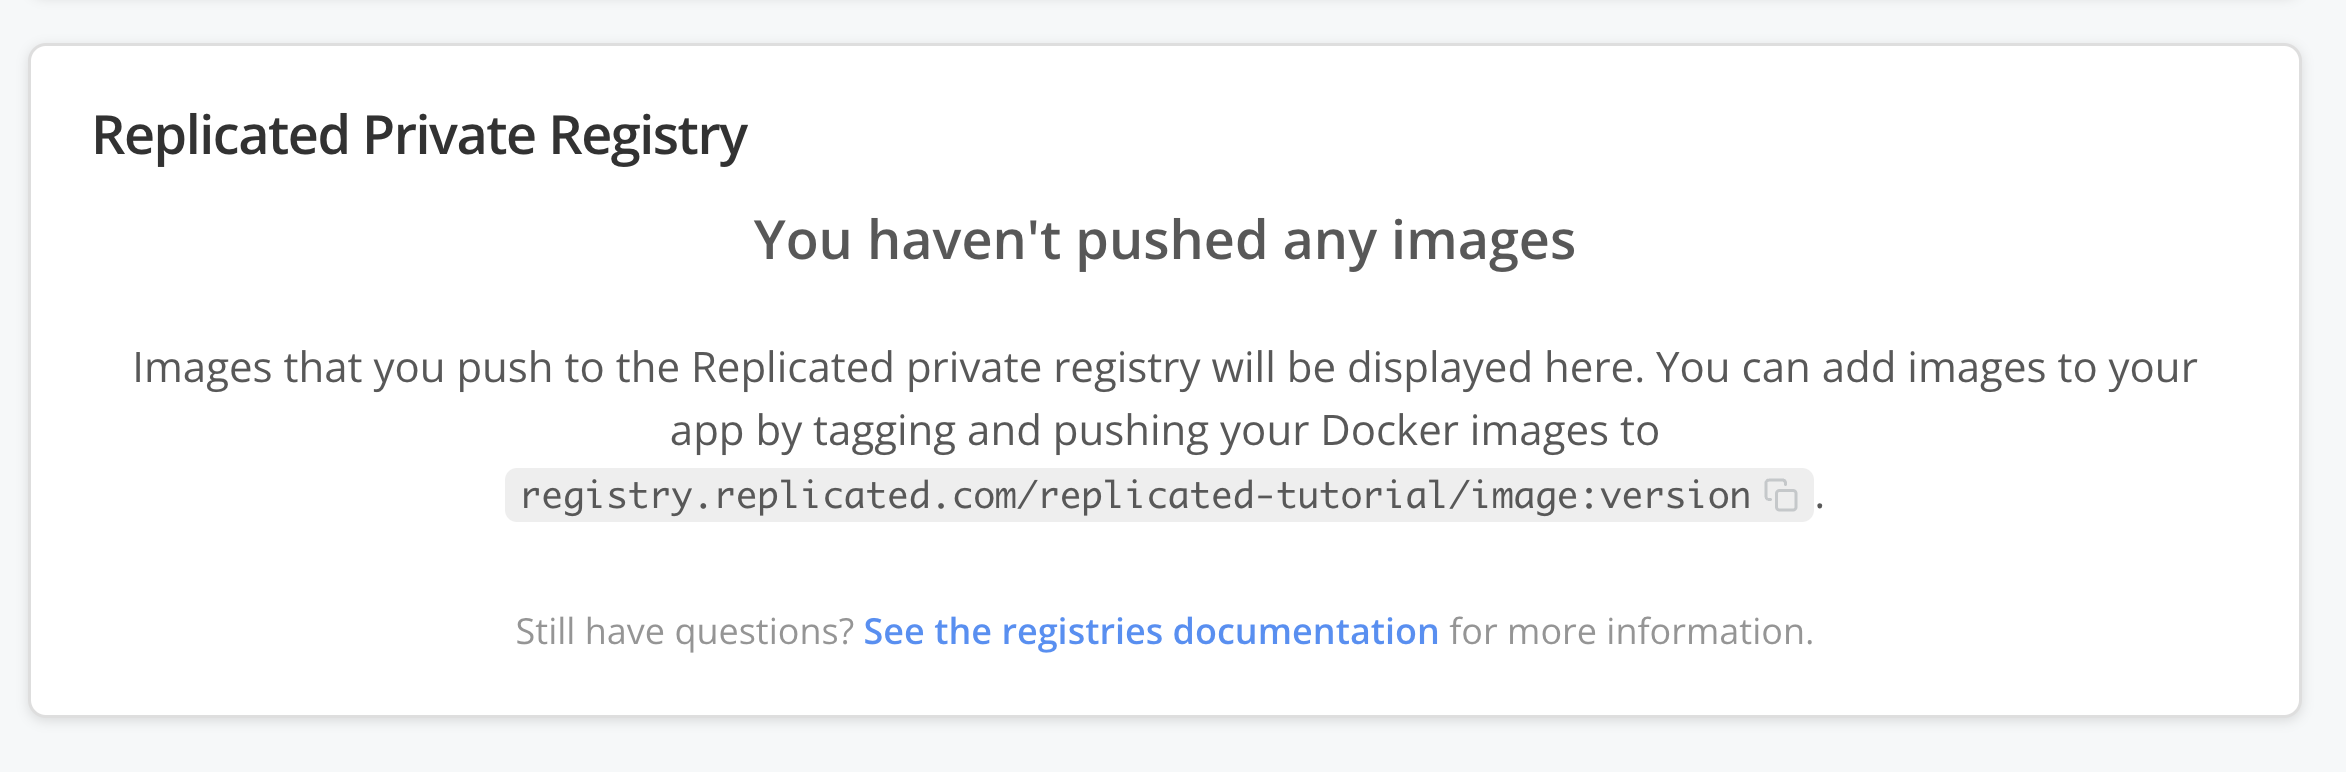 Replicated Private Registry
You haven't pushed any images
Images that you push to the Replicated private registry will be displayed here. You can add images to your
app by tagging and pushing your Docker images to
registry.replicated.com/replicated-tutorial/image:version.
Still have questions? See the registries documentation for more information.